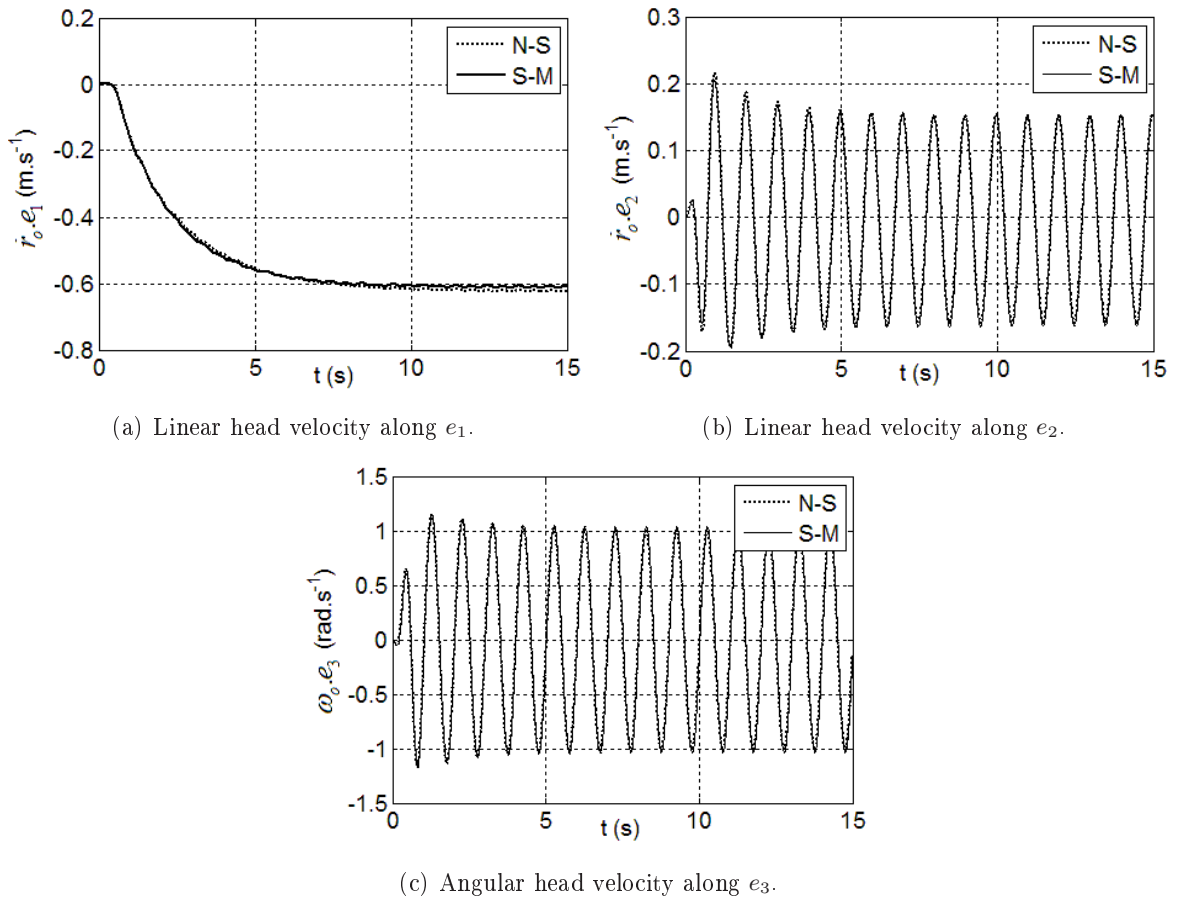 0.2
0
-0.2
-0.4
-0.6
-0.8
ṙₒ.e₁ (m.s⁻¹)
N-S
S-M
0 5 10 15
t (s)
(a) Linear head velocity along e₁.
0.3
0.2
0.1
0
-0.1
-0.2
ṙₒ.e₂ (m.s⁻¹)
N-S
S-M
0 5 10 15
t (s)
(b) Linear head velocity along e₂.
1.5
1
0.5
0
-0.5
-1
-1.5
ωₒ.e₃ (rad.s⁻¹)
N-S
S-M
0 5 10 15
t (s)
(c) Angular head velocity along e₃.